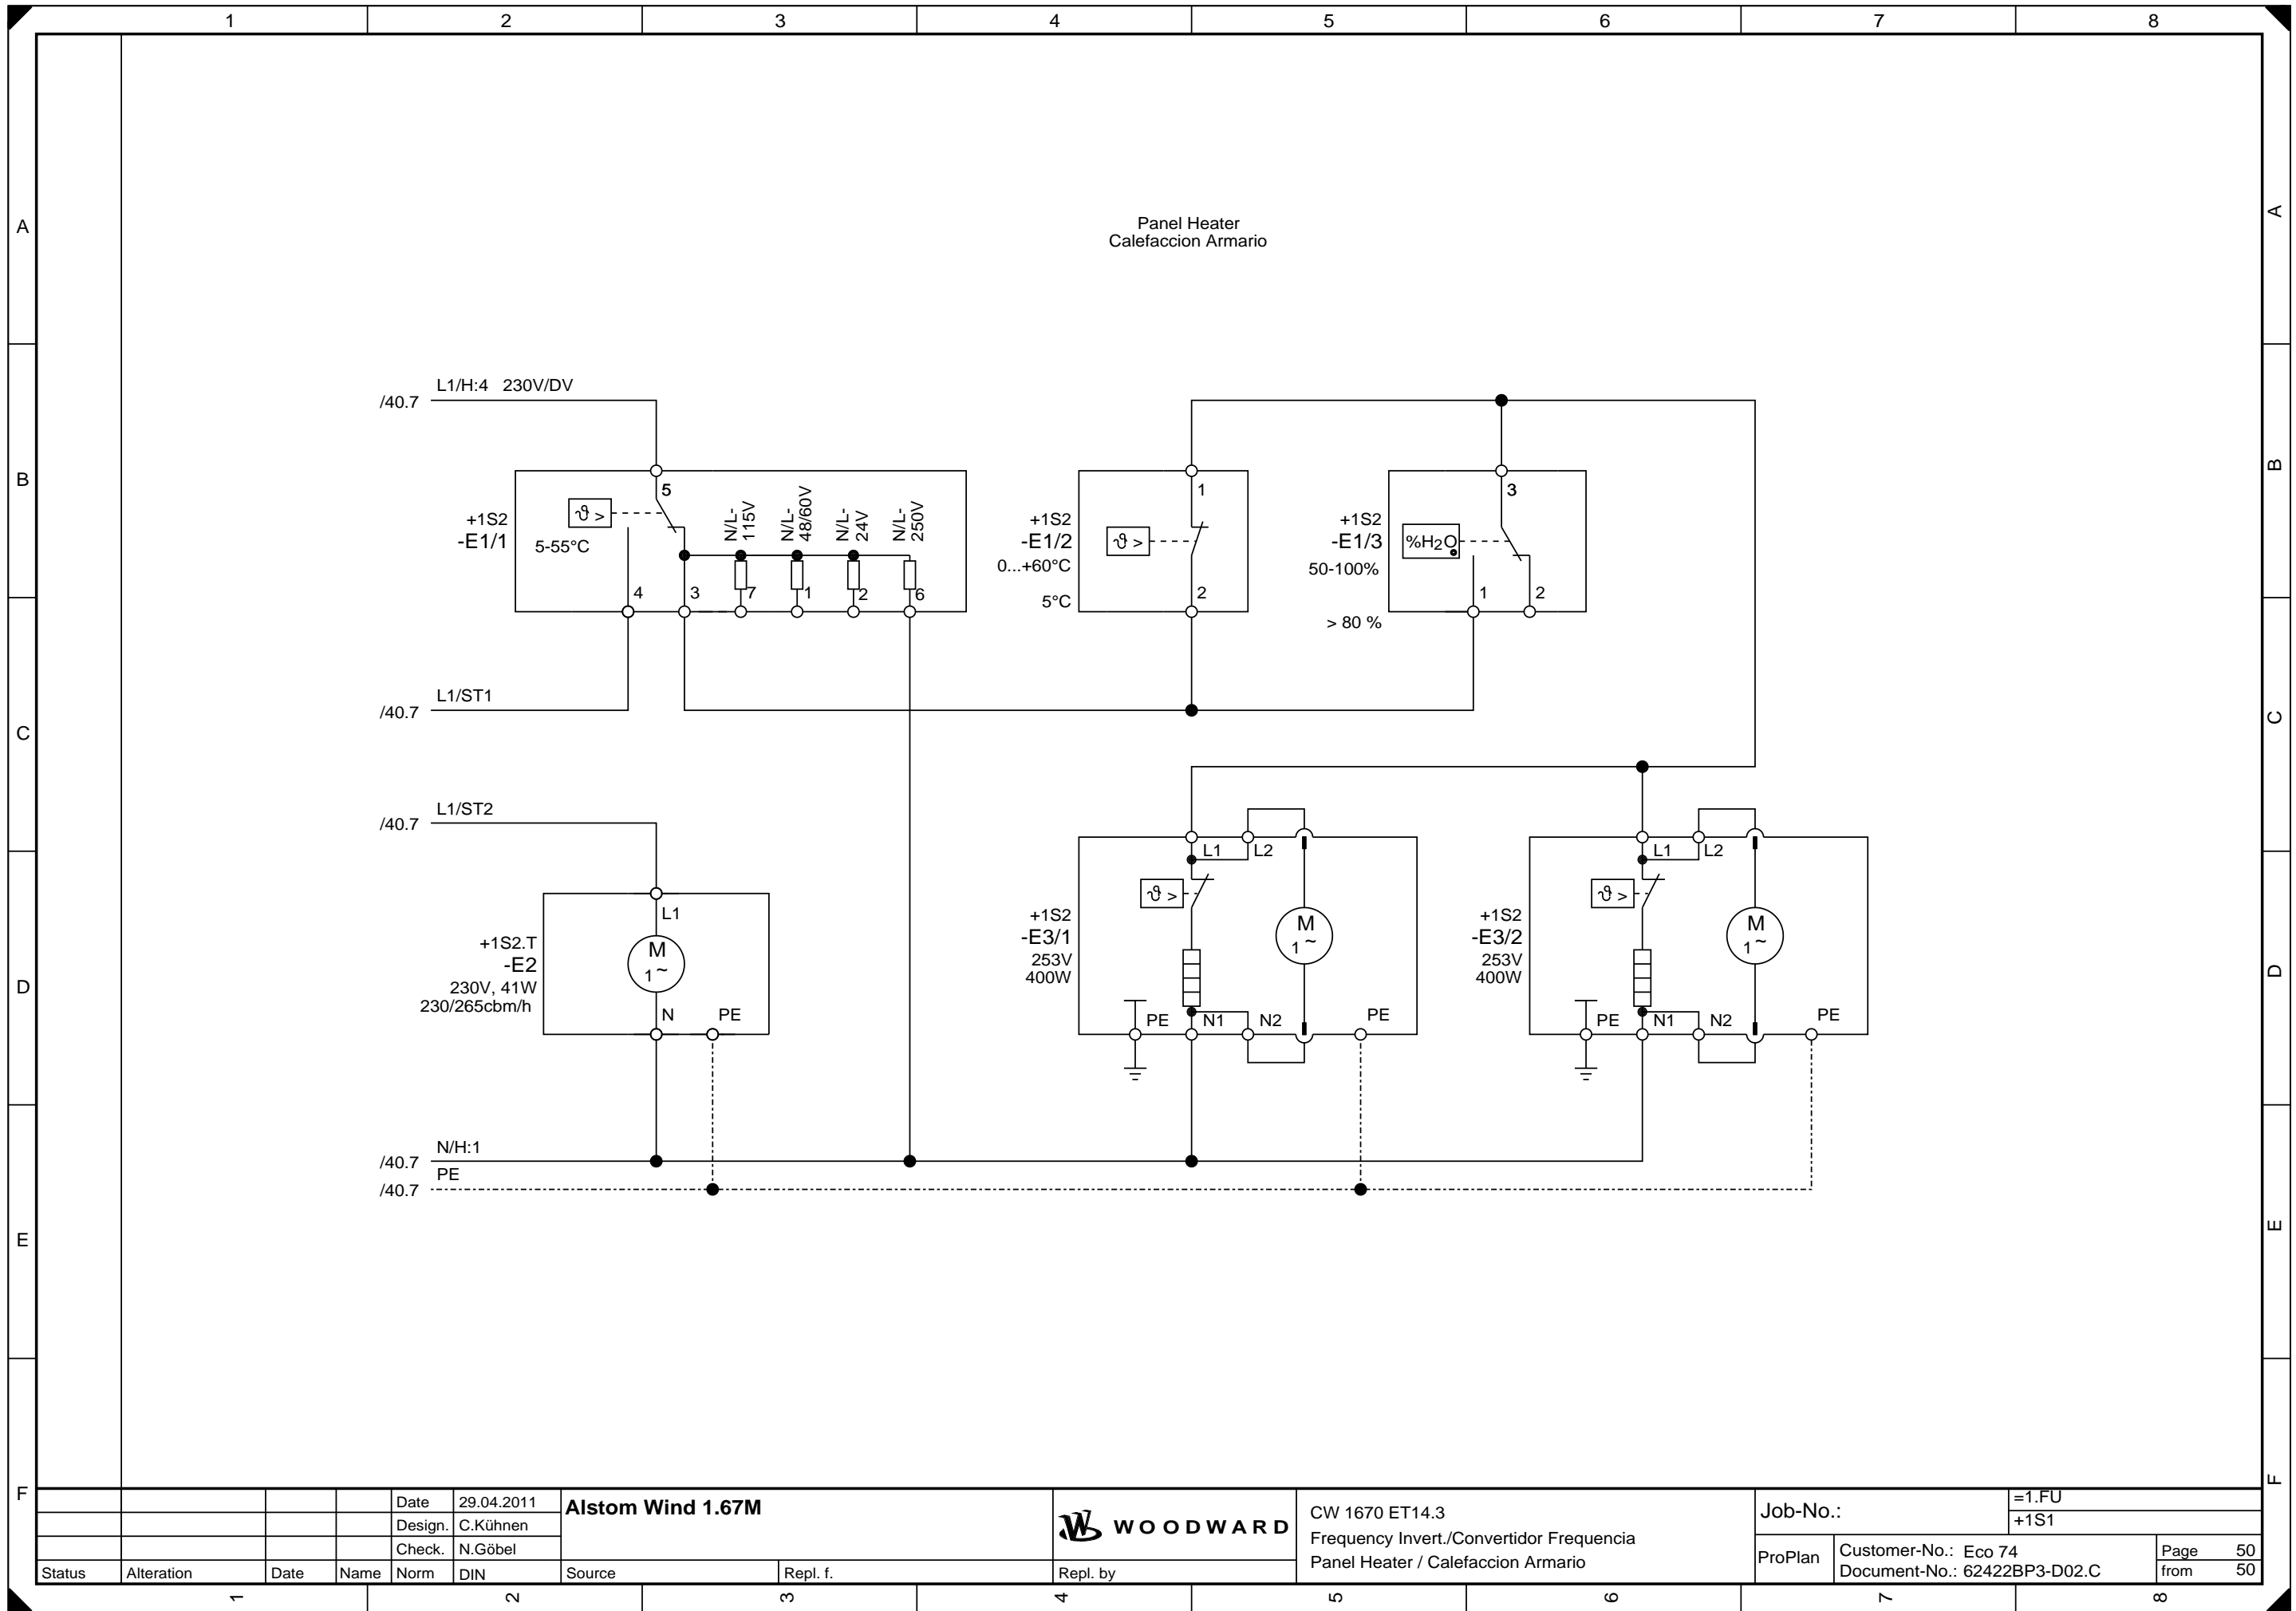 1 2 3 4 5 6 7 8
A A
Panel Heater
Calefaccion Armario
L1/H:4 230V/DV
/40.7
B B
+1S2
-E1/1
5-55°C
ϑ >
5
N/L-
115V
N/L-
48/60V
N/L-
24V
N/L-
250V
4 3 7 1 2 6
+1S2
-E1/2
0...+60°C
5°C
ϑ >
1
2
+1S2
-E1/3
50-100%
> 80 %
%H2O
3
1 2
L1/ST1
/40.7
C C
L1/ST2
/40.7
+1S2.T
-E2
230V, 41W
230/265cbm/h
L1
M
1 ~
N PE
+1S2
-E3/1
253V
400W
L1 L2
ϑ >
M
1 ~
PE N1 N2 PE
+1S2
-E3/2
253V
400W
L1 L2
ϑ >
M
1 ~
PE N1 N2 PE
D D
N/H:1
/40.7
PE
/40.7
E E
F F
Date 29.04.2011
Design. C.Kühnen
Check. N.Göbel
Status Alteration Date Name Norm DIN
Alstom Wind 1.67M
Source Repl. f. Repl. by
W WOODWARD
CW 1670 ET14.3
Frequency Invert./Convertidor Frequencia
Panel Heater / Calefaccion Armario
Job-No.:
=1.FU
+1S1
ProPlan
Customer-No.: Eco 74
Document-No.: 62422BP3-D02.C
Page 50
from 50
1 2 3 4 5 6 7 8